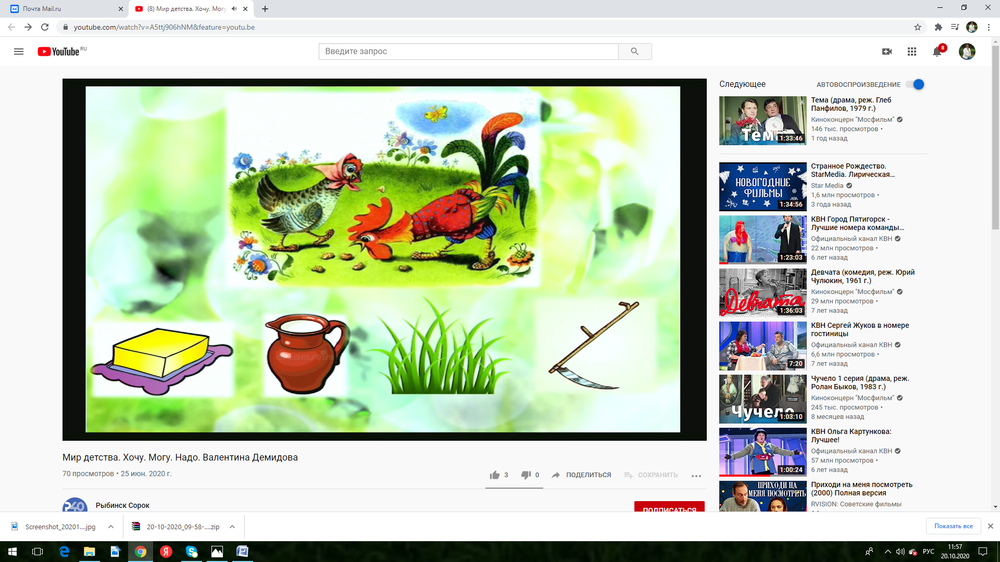 Почта Mail.ru
(8) Мир детства. Хочу. Могу
youtube.com/watch?v=A5ttj906hNM&feature=youtu.be
YouTube RU
Введите запрос
8
Следующее
АВТОВОСПРОИЗВЕДЕНИЕ
Тема
1:33:46
Тема (драма, реж. Глеб
Панфилов, 1979 г.)
Киноконцерн "Мосфильм"
146 тыс. просмотров •
1 год назад
НОВОГОДНИЕ
ФИЛЬМЫ
1:34:56
Странное Рождество.
StarMedia. Лирическая...
Star Media
1,6 млн просмотров •
3 года назад
1:23:03
КВН Город Пятигорск -
Лучшие номера команды...
Официальный канал КВН
22 млн просмотров •
6 лет назад
Девчата
1:36:03
Девчата (комедия, реж. Юрий
Чулюкин, 1961 г.)
Киноконцерн "Мосфильм"
29 млн просмотров •
7 лет назад
7:20
КВН Сергей Жуков в номере
гостиницы
Официальный канал КВН
6,6 млн просмотров •
7 лет назад
1
Чучело
1:03:10
Чучело 1 серия (драма, реж.
Ролан Быков, 1983 г.)
Киноконцерн "Мосфильм"
245 тыс. просмотров •
8 месяцев назад
1:00:24
КВН Ольга Картункова:
Лучшее!
Официальный канал КВН
57 млн просмотров •
6 лет назад
ПРИХОДИ НА
МЕНЯ ПОСМОТРЕТЬ
Приходи на меня посмотреть
(2000) Полная версия
RVISION: Советские фильмы
dreamstime
Мир детства. Хочу. Могу. Надо. Валентина Демидова
70 просмотров • 25 июн. 2020 г.
3
0
ПОДЕЛИТЬСЯ
СОХРАНИТЬ
Р40
Рыбинск Сорок
ПОДПИСАТЬСЯ
Screenshot_20201....jpg
20-10-2020_09-58-....zip
Показать все
РУС
11:57
20.10.2020